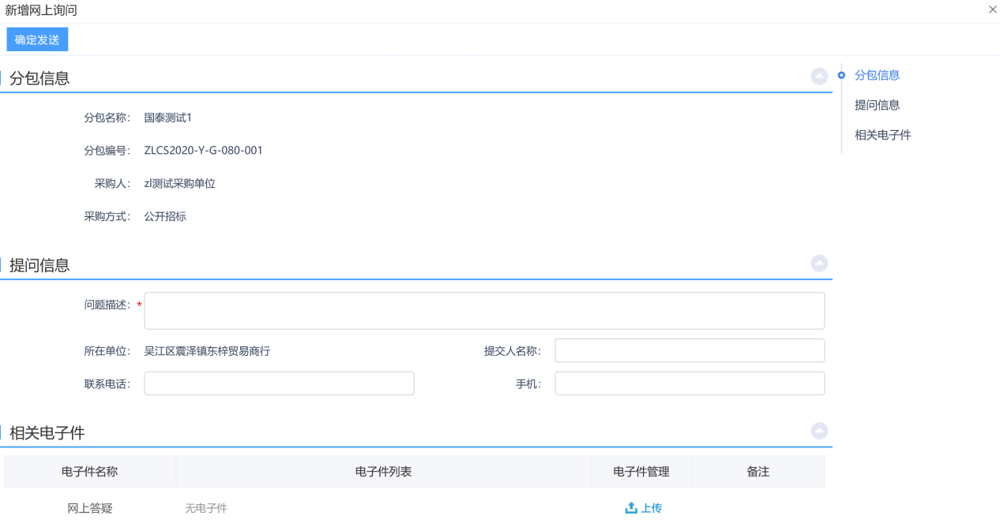 新增网上询问
确定发送
分包信息
分包信息
提问信息
相关电子件
分包名称： 国泰测试1
分包编号： ZLCS2020-Y-G-080-001
采购人： zl测试采购单位
采购方式： 公开招标
提问信息
问题描述： *
所在单位： 吴江区震泽镇东梓贸易商行 提交人名称：
联系电话： 手机：
相关电子件
电子件名称 电子件列表 电子件管理 备注
网上答疑 无电子件 上传